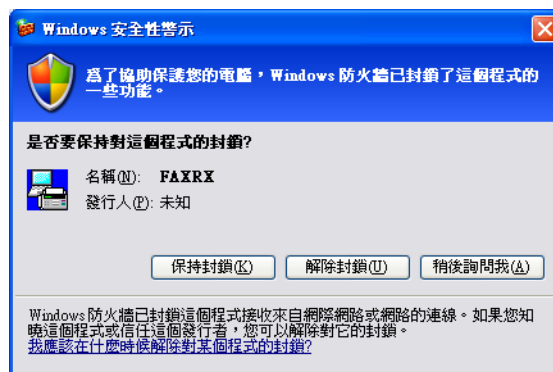 Windows 安全性警示
為了協助保護您的電腦，Windows 防火牆已封鎖了這個程式的
一些功能。
是否要保持對這個程式的封鎖?
名稱(N): FAXRX
發行人(P): 未知
保持封鎖(K) 解除封鎖(U) 稍後詢問我(A)
Windows 防火牆已封鎖這個程式接收來自網際網路或網路的連線。如果您知
曉這個程式或信任這個發行者，您可以解除對它的封鎖。
我應該在什麼時候解除對某個程式的封鎖?